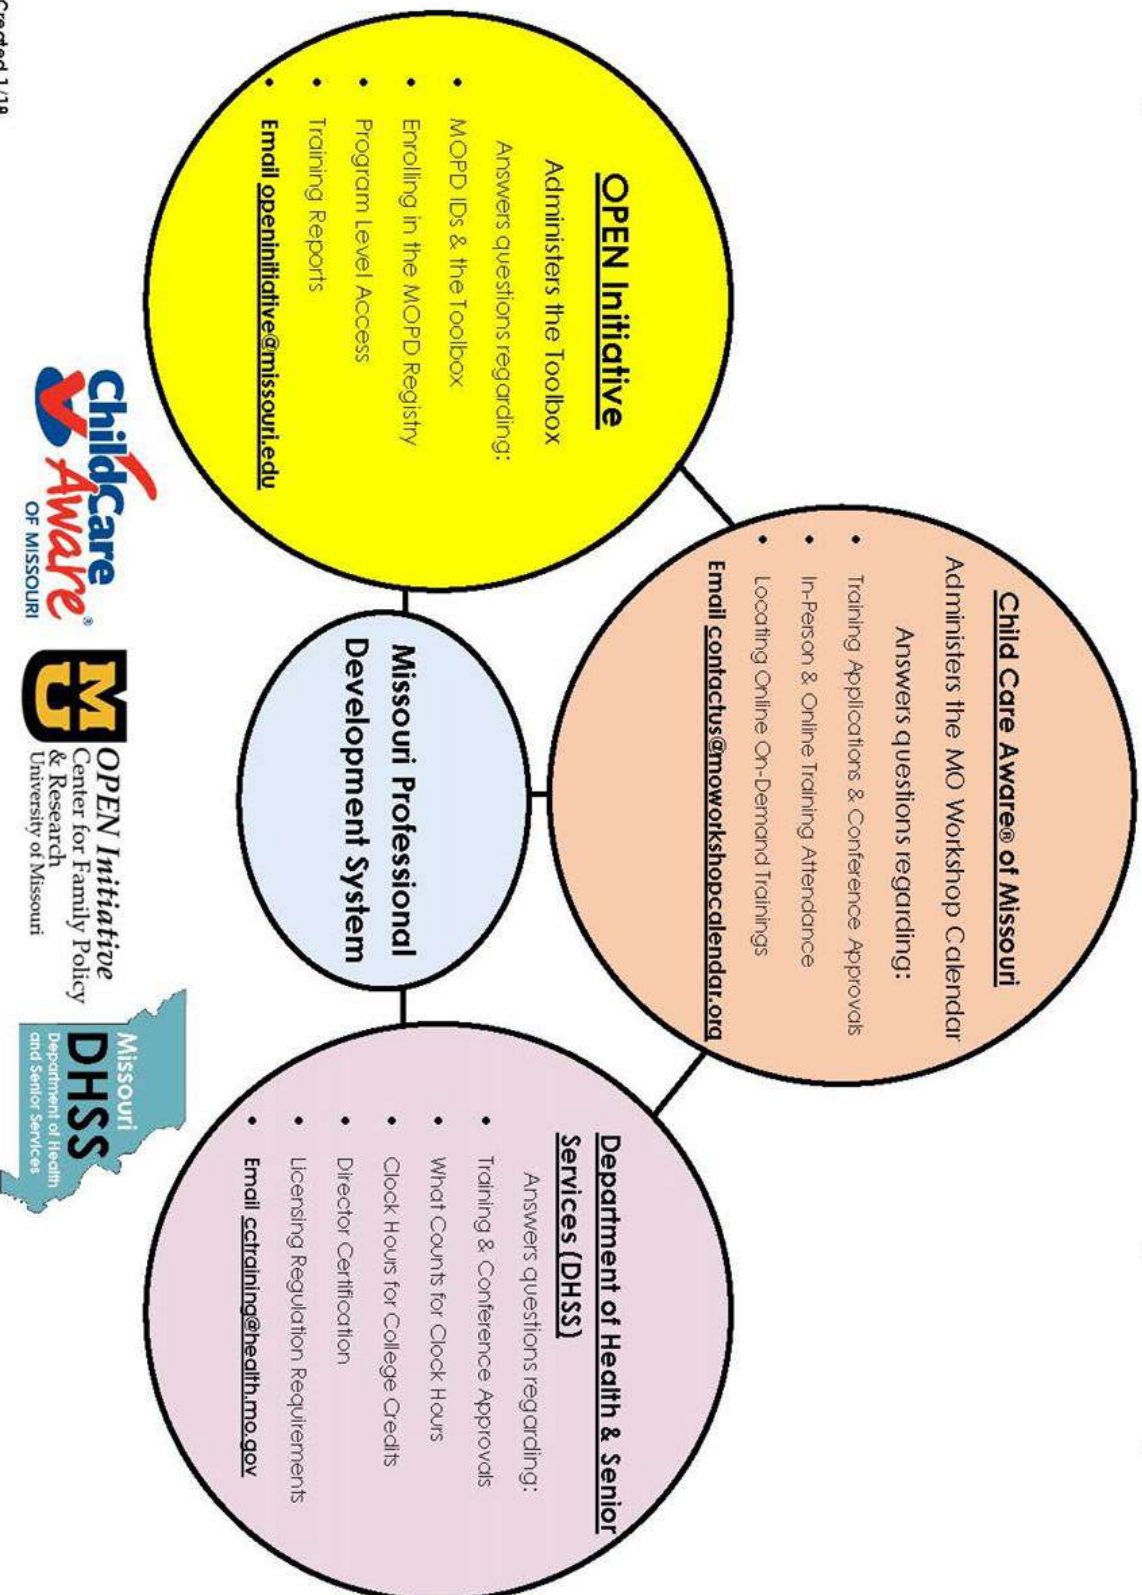 Child Care Aware® of Missouri
Administers the MO Workshop Calendar
Answers questions regarding:
• Training Applications & Conference Approvals
• In-Person & Online Training Attendance
• Locating Online On-Demand Trainings
Email contactus@moworkshopcalendar.org
OPEN Initiative
Administers the Toolbox
Answers questions regarding:
• MOPD IDs & the Toolbox
• Enrolling in the MOPD Registry
• Program Level Access
• Training Reports
• Email openinitiative@missouri.edu
Missouri Professional
Development System
Department of Health & Senior
Services (DHSS)
Answers questions regarding:
• Training & Conference Approvals
• What Counts for Clock Hours
• Clock Hours for College Credits
• Director Certification
• Licensing Regulation Requirements
• Email cctraining@health.mo.gov
Child Care
Aware®
OF MISSOURI
MU
OPEN Initiative
Center for Family Policy
& Research
University of Missouri
Missouri
DHSS
Department of Health
and Senior Services
Created 1/18